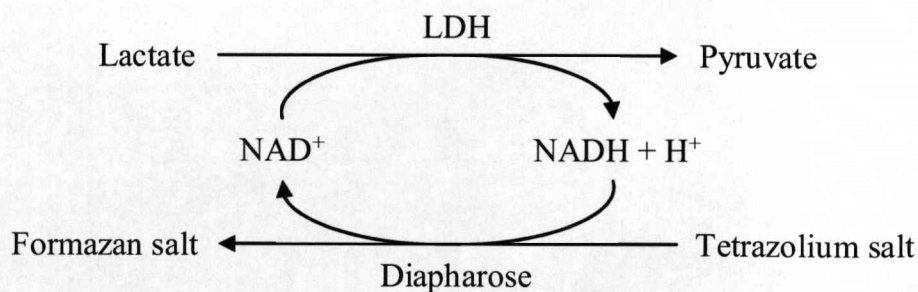 LDH
Lactate
Pyruvate
NAD⁺
NADH + H⁺
Formazan salt
Tetrazolium salt
Diapharose